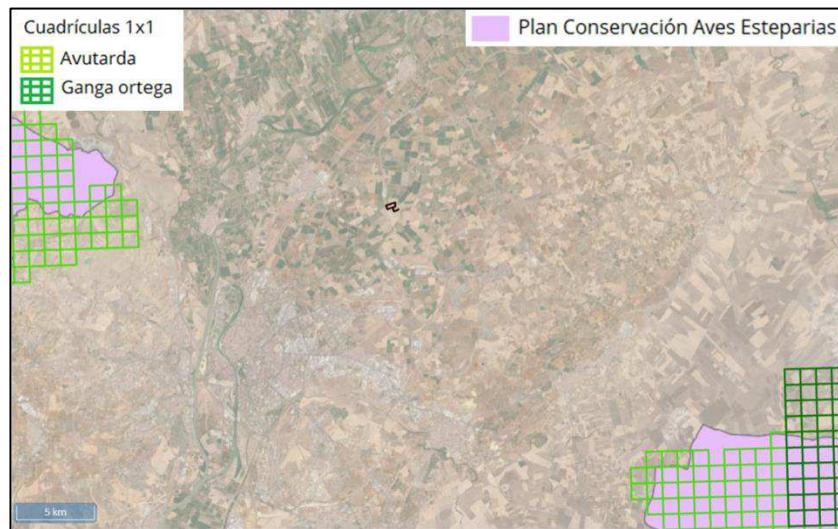 Cuadrículas 1x1
Avutarda
Ganga ortega
Plan Conservación Aves Esteparias
5 km